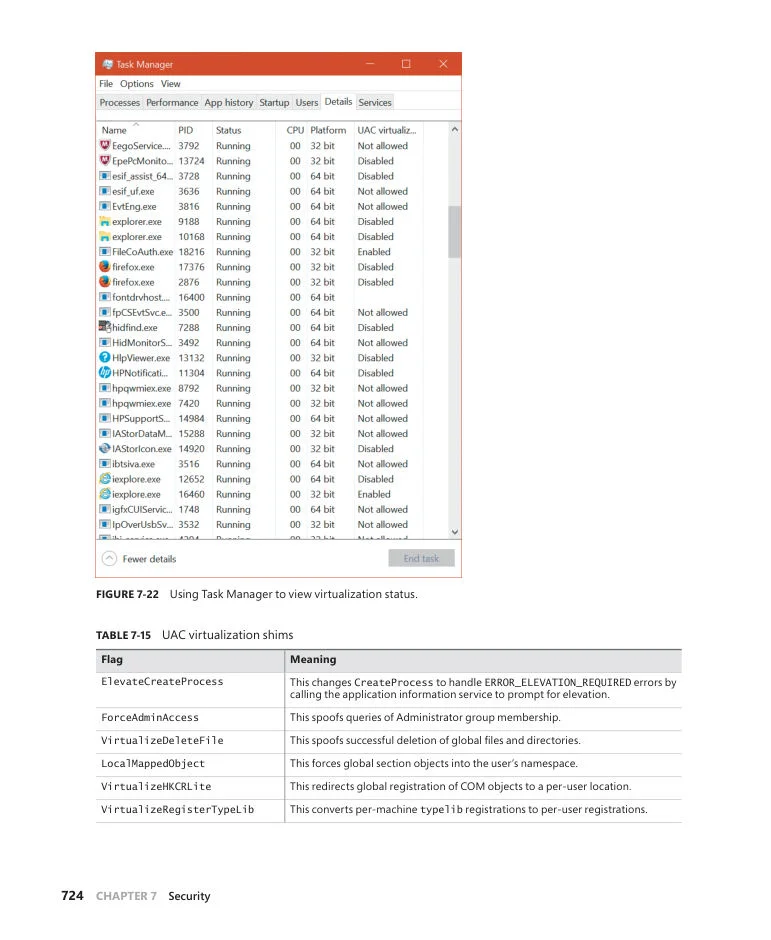 Task Manager
File Options View
Processes Performance App history Startup Users Details Services
Name PID Status CPU Platform UAC virtualiz...
EegoService.... 3792 Running 00 32 bit Not allowed
EpePcMonito... 13724 Running 00 32 bit Disabled
esif_assist_64... 3728 Running 00 64 bit Disabled
esif_uf.exe 3636 Running 00 64 bit Not allowed
EvtEng.exe 3816 Running 00 64 bit Not allowed
explorer.exe 9188 Running 00 64 bit Disabled
explorer.exe 10168 Running 00 64 bit Disabled
FileCoAuth.exe 18216 Running 00 32 bit Enabled
firefox.exe 17376 Running 00 32 bit Disabled
firefox.exe 2876 Running 00 32 bit Disabled
fontdrvhost.... 16400 Running 00 64 bit
fpCSEvtSvc.e... 3500 Running 00 64 bit Not allowed
hidfind.exe 7288 Running 00 64 bit Disabled
HidMonitorS... 3492 Running 00 64 bit Not allowed
HlpViewer.exe 13132 Running 00 32 bit Disabled
HPNotificati... 11304 Running 00 64 bit Disabled
hpqwmiex.exe 8792 Running 00 32 bit Not allowed
hpqwmiex.exe 7420 Running 00 32 bit Not allowed
HPSupportS... 14984 Running 00 64 bit Not allowed
IAStorDataM... 15288 Running 00 32 bit Not allowed
IAStorIcon.exe 14920 Running 00 32 bit Disabled
ibtsiva.exe 3516 Running 00 64 bit Not allowed
iexplore.exe 12652 Running 00 64 bit Disabled
iexplore.exe 16460 Running 00 32 bit Enabled
igfxCUIServic... 1748 Running 00 64 bit Not allowed
IpOverUsbSv... 3532 Running 00 32 bit Not allowed
Fewer details End task
FIGURE 7-22 Using Task Manager to view virtualization status.
TABLE 7-15 UAC virtualization shims
Flag Meaning
ElevateCreateProcess This changes CreateProcess to handle ERROR_ELEVATION_REQUIRED errors by
calling the application information service to prompt for elevation.
ForceAdminAccess This spoofs queries of Administrator group membership.
VirtualizeDeleteFile This spoofs successful deletion of global files and directories.
LocalMappedObject This forces global section objects into the user's namespace.
VirtualizeHKCRLite This redirects global registration of COM objects to a per-user location.
VirtualizeRegisterTypeLib This converts per-machine typelib registrations to per-user registrations.
724 CHAPTER 7 Security